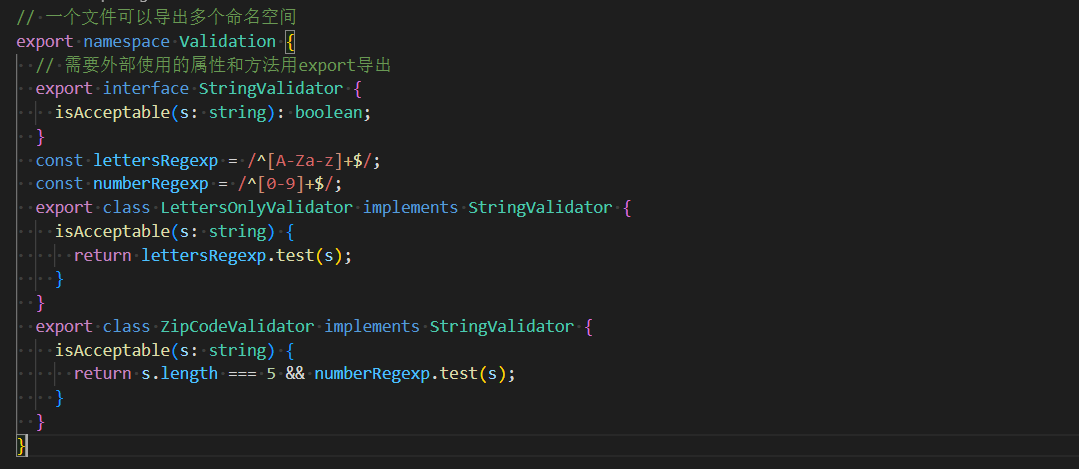 // 一个文件可以导出多个命名空间
export namespace Validation {
  // 需要外部使用的属性和方法用export导出
  export interface StringValidator {
    isAcceptable(s: string): boolean;
  }
  const lettersRegexp = /^[A-Za-z]+$/;
  const numberRegexp = /^[0-9]+$/;
  export class LettersOnlyValidator implements StringValidator {
    isAcceptable(s: string) {
      return lettersRegexp.test(s);
    }
  }
  export class ZipCodeValidator implements StringValidator {
    isAcceptable(s: string) {
      return s.length === 5 && numberRegexp.test(s);
    }
  }
}